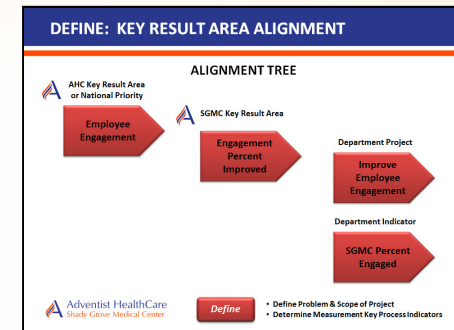 DEFINE: KEY RESULT AREA ALIGNMENT
ALIGNMENT TREE
AHC Key Result Area
or National Priority
Employee
Engagement
SGMC Key Result Area
Engagement
Percent
Improved
Department Project
Improve
Employee
Engagement
Department Indicator
SGMC Percent
Engaged
Adventist HealthCare
Shady Grove Medical Center
Define
• Define Problem & Scope of Project
• Determine Measurement Key Process Indicators